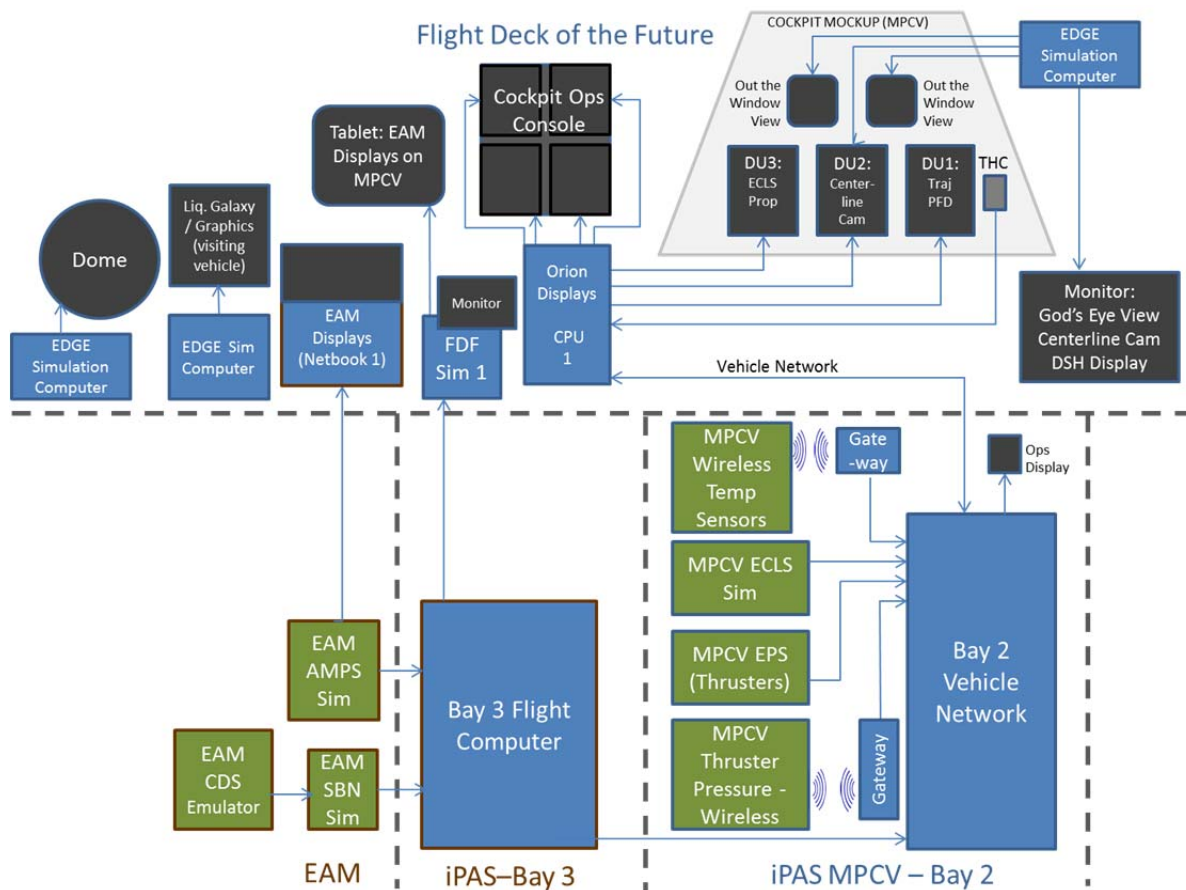 Flight Deck of the Future
COCKPIT MOCKUP (MPCV)
EDGE
Simulation
Computer
Out the
Window
View
Out the
Window
View
Cockpit Ops
Console
Tablet: EAM
Displays on
MPCV
DU3:
ECLS
Prop
DU2:
Center-
line
Cam
DU1:
Traj
PFD
THC
Liq. Galaxy
/ Graphics
(visiting
vehicle)
Dome
Orion
Displays
CPU
1
Monitor
Monitor:
God's Eye View
Centerline Cam
DSH Display
EDGE
Simulation
Computer
EDGE Sim
Computer
EAM
Displays
(Netbook 1)
FDF
Sim 1
Vehicle Network
MPCV
Wireless
Temp
Sensors
Gate
-way
Ops
Display
MPCV ECLS
Sim
MPCV EPS
(Thrusters)
MPCV
Thruster
Pressure -
Wireless
Gateway
Bay 2
Vehicle
Network
EAM
AMPS
Sim
Bay 3 Flight
Computer
EAM
CDS
Emulator
EAM
SBN
Sim
EAM
iPAS–Bay 3
iPAS MPCV – Bay 2